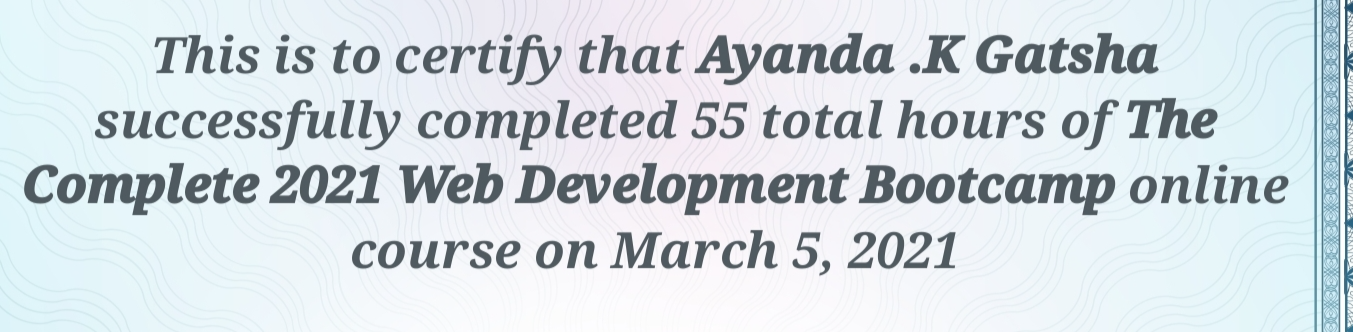 This is to certify that Ayanda .K Gatsha
successfully completed 55 total hours of The
Complete 2021 Web Development Bootcamp online
course on March 5, 2021